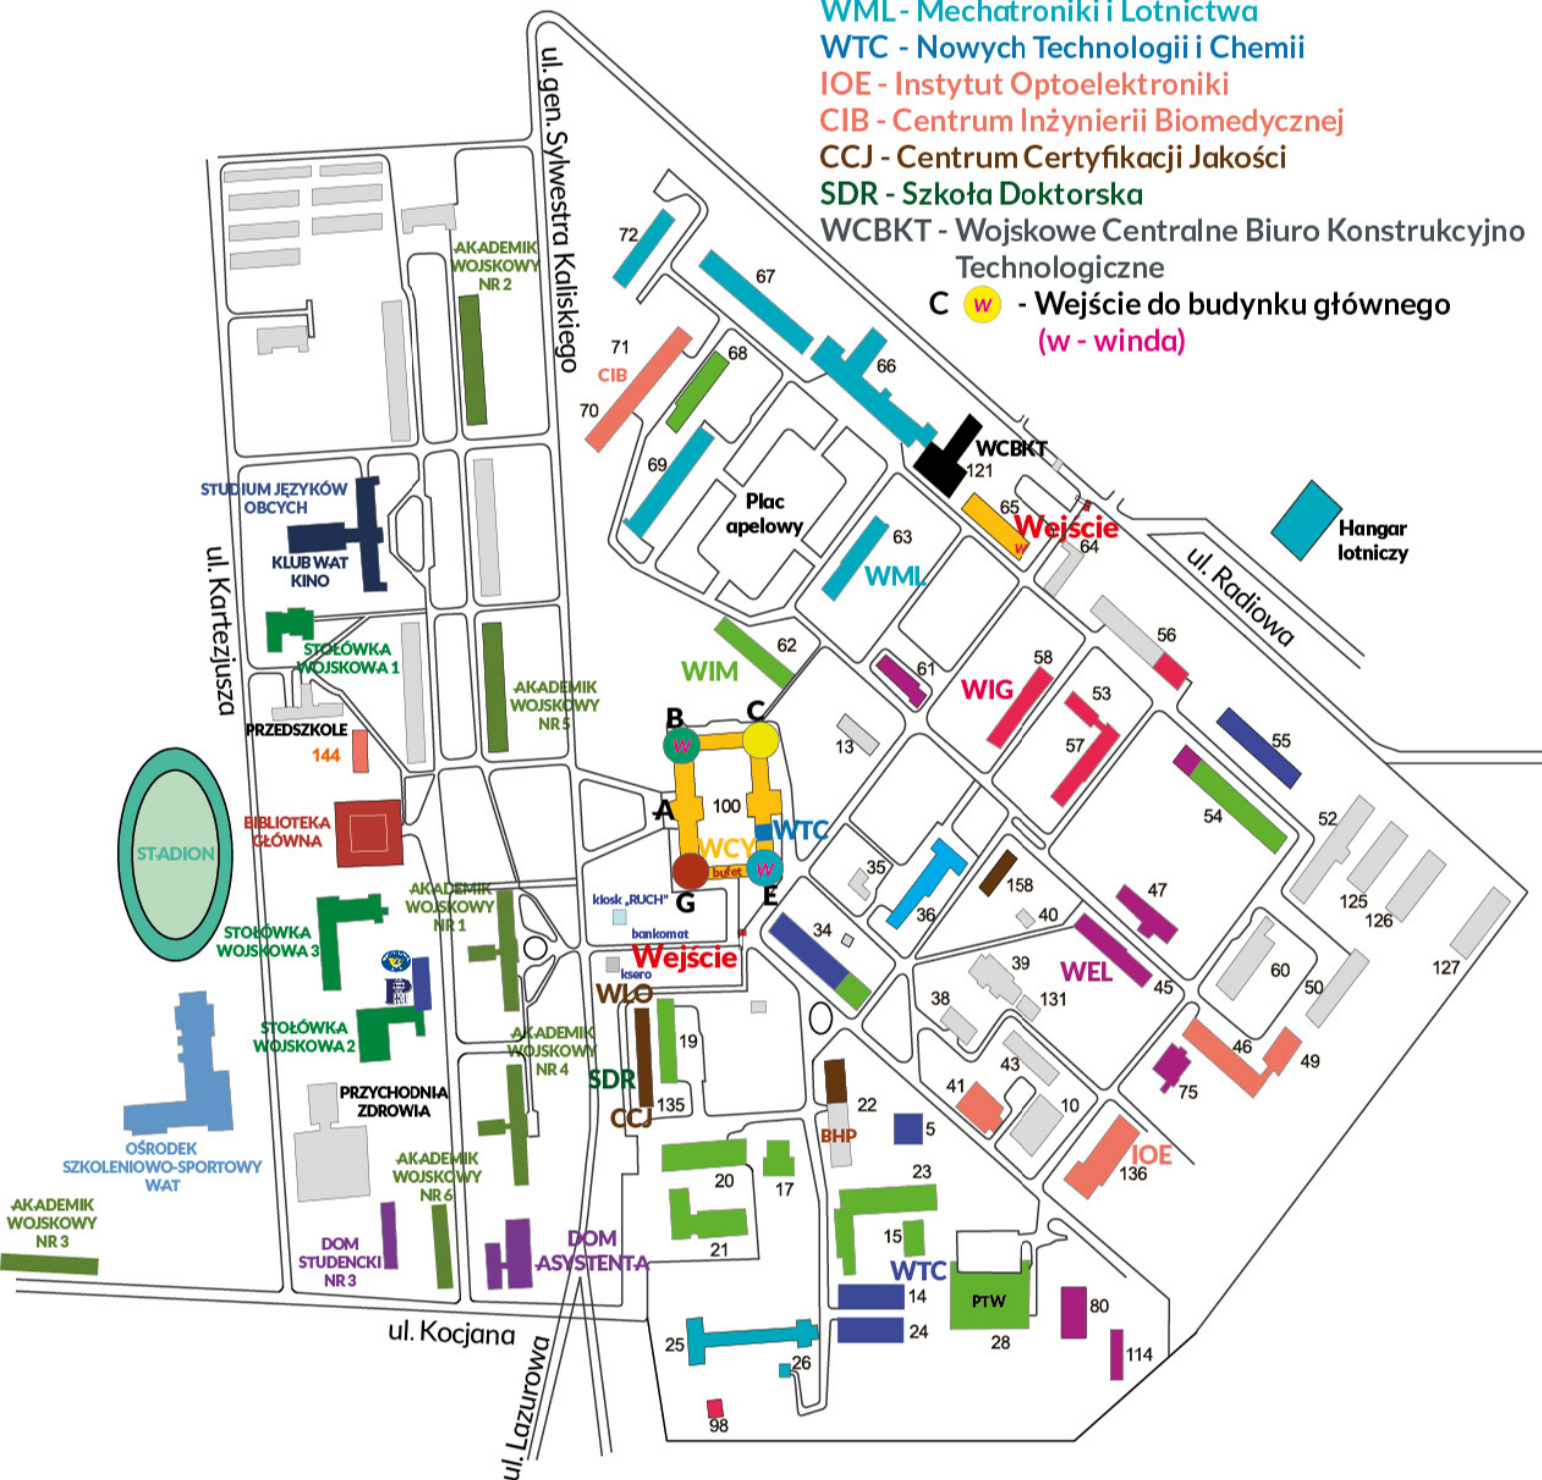 WML - Mechatroniki i Lotnictwa
WTC - Nowych Technologii i Chemii
IOE - Instytut Optoelektroniki
CIB - Centrum Inżynierii Biomedycznej
CCJ - Centrum Certyfikacji Jakości
SDR - Szkoła Doktorska
WCBKT - Wojskowe Centralne Biuro Konstrukcyjno
Technologiczne
C w - Wejście do budynku głównego
(w - winda)
ul. gen. Sylwestra Kaliskiego
72
67
AKADEMIK
WOJSKOWY
NR 2
71
CIB
70
68
66
69
WCBKT
121
Plac
apelowy
65
Wejście
w
64
63
WML
Hangar
lotniczy
ul. Radiowa
STUDIUM JĘZYKÓW
OBCYCH
KLUB WAT
KINO
ul. Kartezjusza
STOŁÓWKA
WOJSKOWA 1
PRZEDSZKOLE
144
AKADEMIK
WOJSKOWY
NR 5
62
WIM
61
58
WIG
56
53
57
55
54
52
13
B
w
C
A
100
WTC
WCY
bufet
w
G
E
STADION
BIBLIOTEKA
GŁÓWNA
AKADEMIK
WOJSKOWY
NR 1
kiosk „RUCH”
bankomat
Wejście
ksero
35
36
158
40
47
125
126
127
34
WEL
45
60
50
39
131
38
43
46
49
75
41
10
IOE
136
STOŁÓWKA
WOJSKOWA 3
STOŁÓWKA
WOJSKOWA 2
WLO
19
SDR
135
CCJ
AKADEMIK
WOJSKOWY
NR 4
PRZYCHODNIA
ZDROWIA
22
BHP
5
OŚRODEK
SZKOLENIOWO-SPORTOWY
WAT
AKADEMIK
WOJSKOWY
NR 6
20
17
23
AKADEMIK
WOJSKOWY
NR 3
DOM
STUDENCKI
NR 3
DOM
ASYSTENTA
21
15
WTC
14
24
PTW
28
80
114
ul. Kocjana
25
26
98
ul. Lazurowa